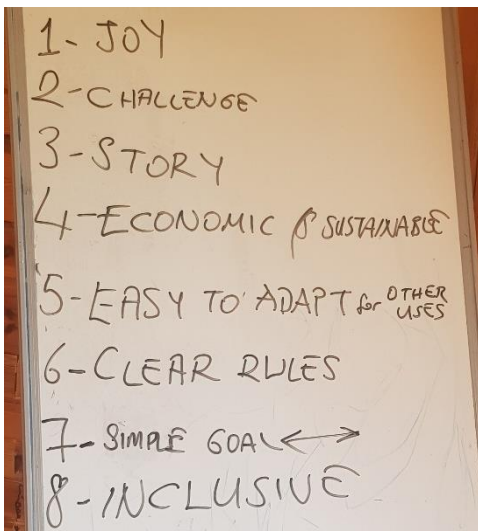 1- JOY
2- CHALLENGE
3- STORY
4- ECONOMIC & SUSTAINABLE
5- EASY TO ADAPT for OTHER USES
6- CLEAR RULES
7- SIMPLE GOAL ↔
8- INCLUSIVE